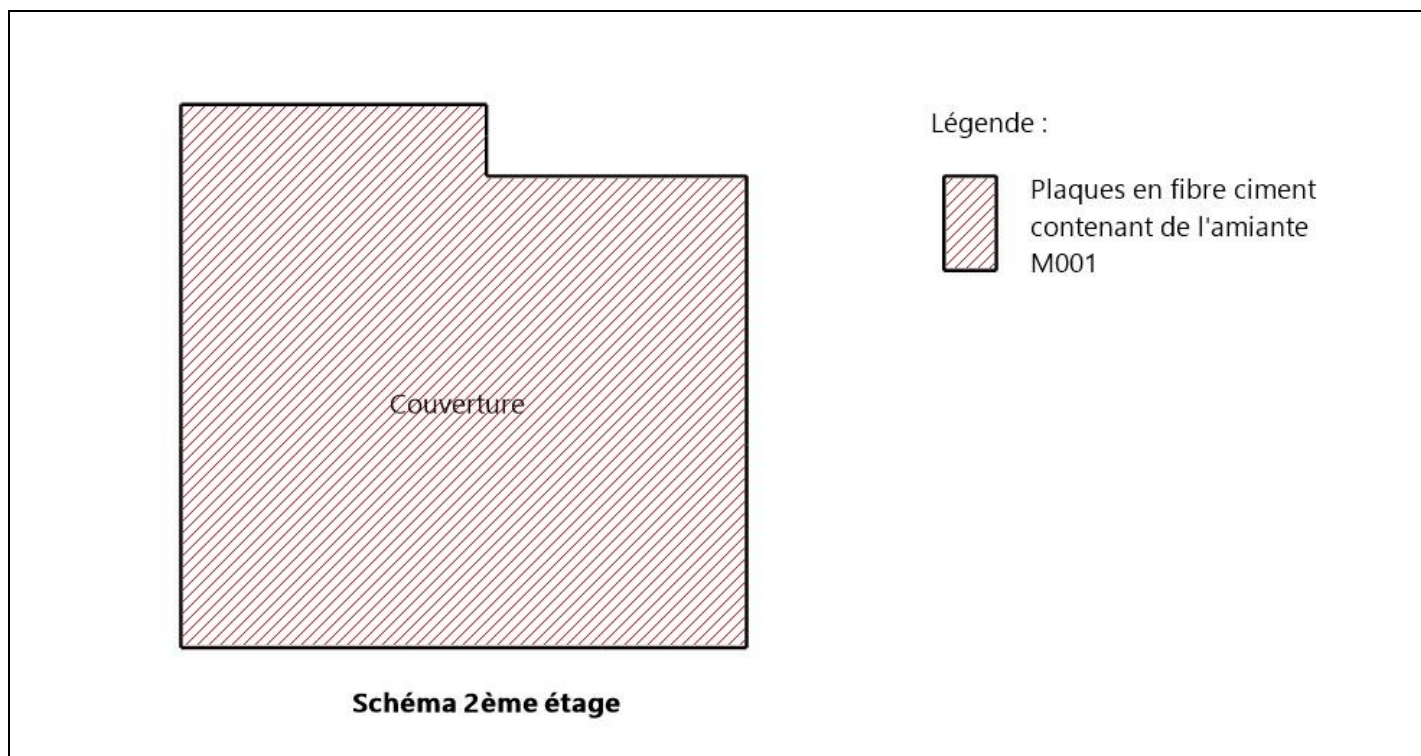 Légende :
Plaques en fibre ciment
contenant de l'amiante
M001
Couverture
Schéma 2ème étage